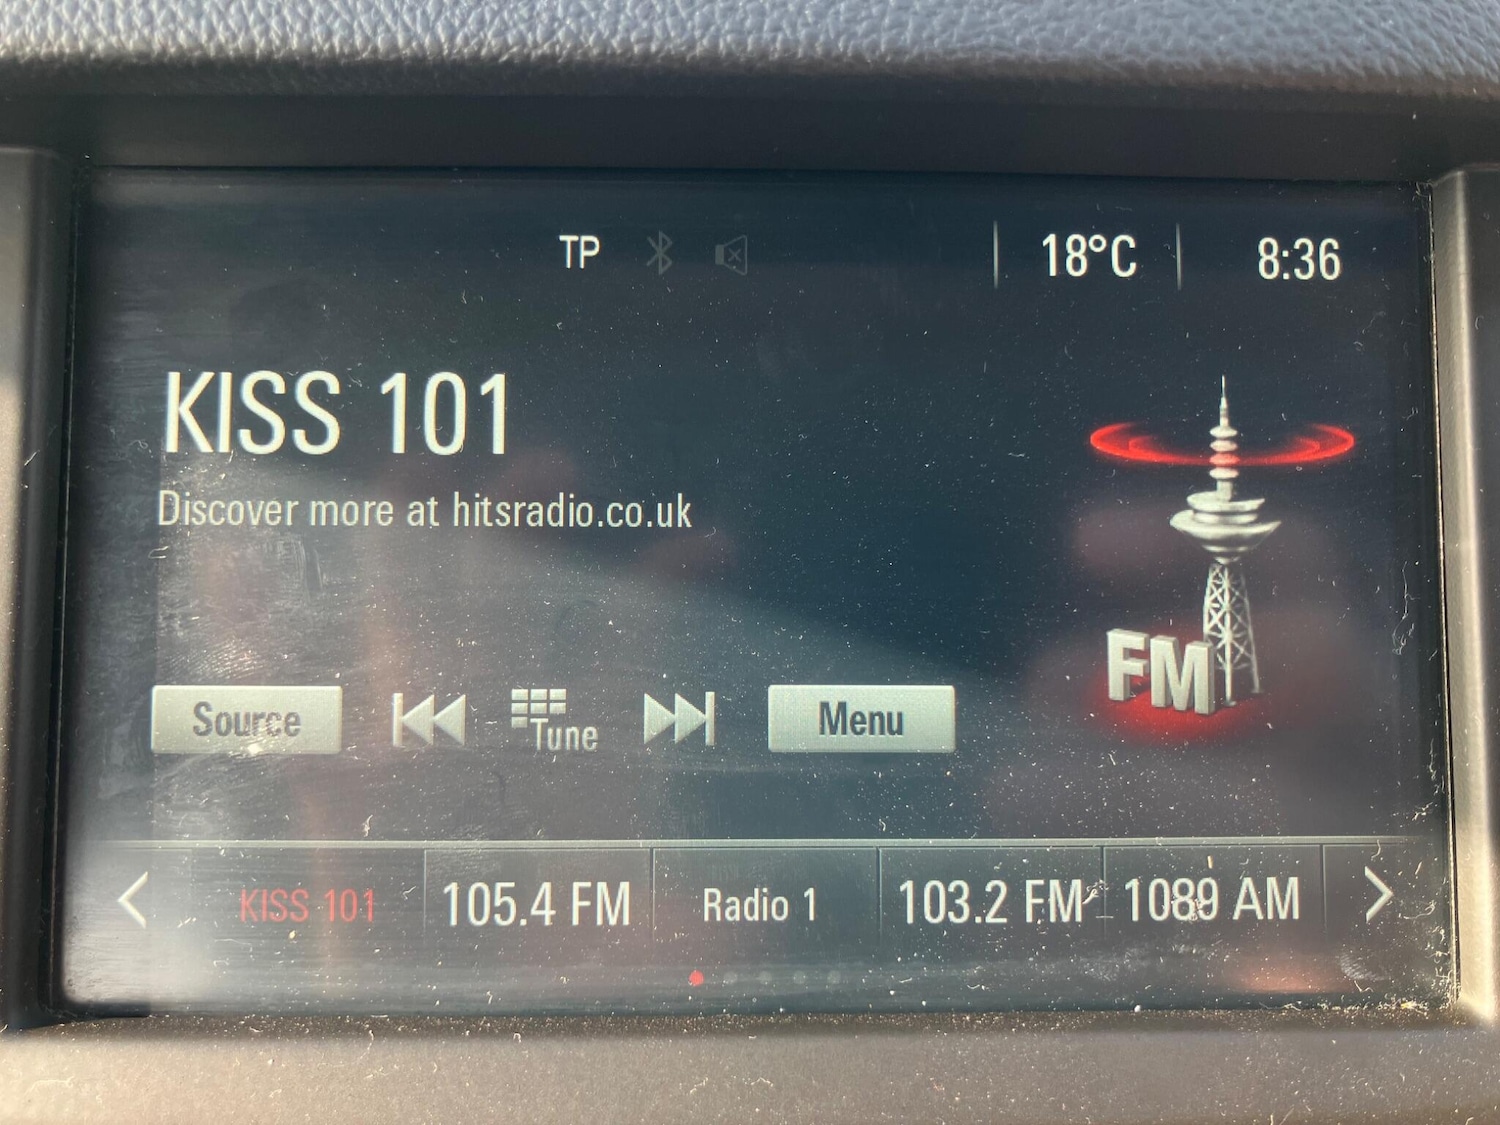 TP
18°C
8:36
KISS 101
Discover more at hitsradio.co.uk
FM
Source
Tune
Menu
KISS 101
105.4 FM
Radio 1
103.2 FM
1089 AM